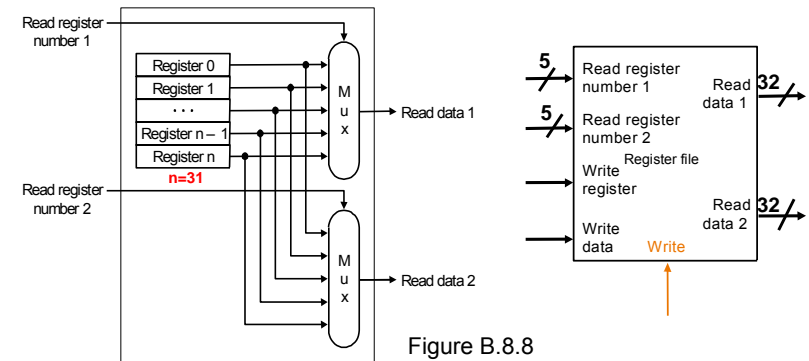 Read register
number 1
Register 0
Register 1
· · ·
Register n – 1
Register n
n=31
M
u
x
Read data 1
Read register
number 2
M
u
x
Read data 2
5
Read register
number 1
5
Read register
number 2
Register file
Write
register
Write
data
Write
Read
data 1
32
Read
data 2
32
Figure B.8.8